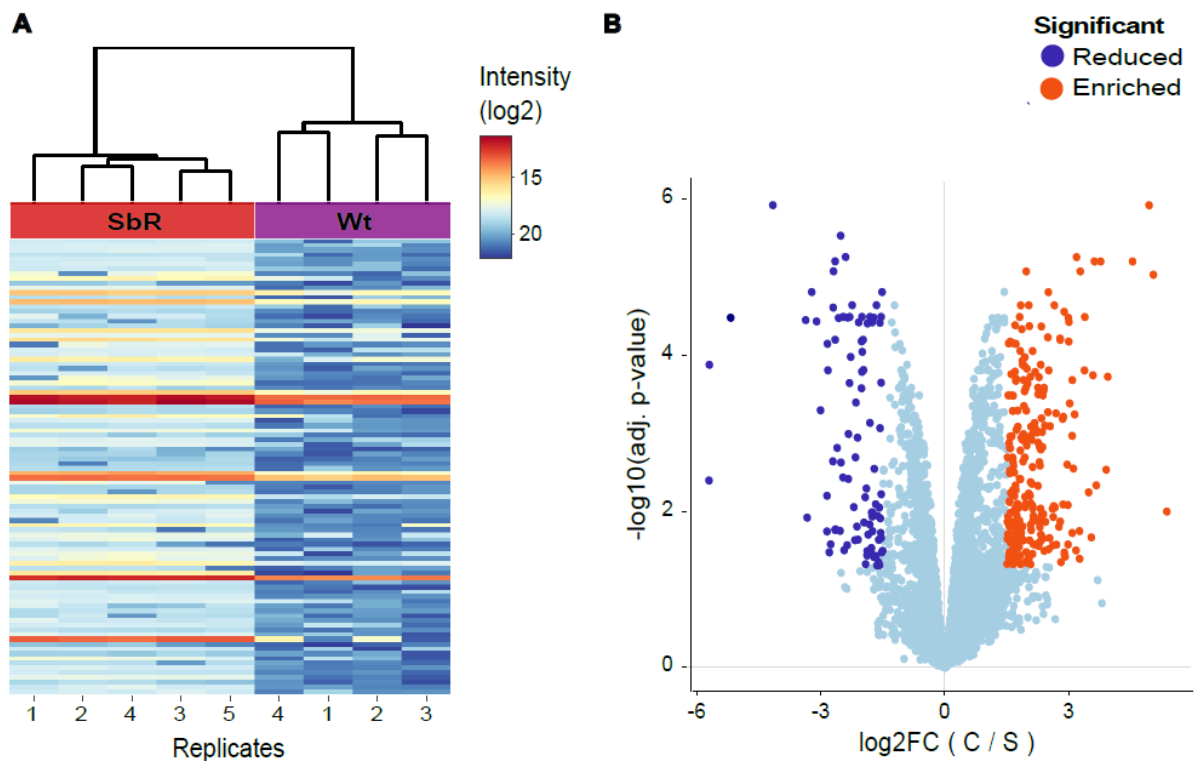 A
Intensity
(log2)
15
20
SbR
Wt
1 2 4 3 5 4 1 2 3
Replicates
B
Significant
Reduced
Enriched
6
4
2
0
-log10(adj. p-value)
-6 -3 0 3
log2FC ( C / S )